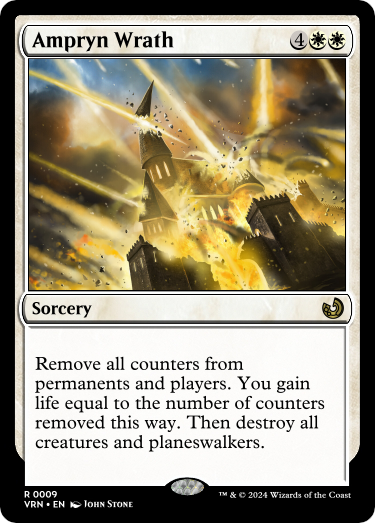 Ampryn Wrath 4
Sorcery
Remove all counters from
permanents and players. You gain
life equal to the number of counters
removed this way. Then destroy all
creatures and planeswalkers.
R 0009
VRN • EN JOHN STONE
™ & © 2024 Wizards of the Coast